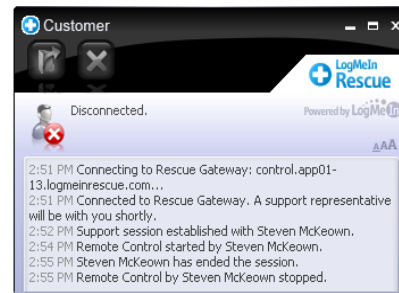 Customer
LogMeIn
Rescue
Disconnected.
Powered by LogMeIn
AAA
2:51 PM Connecting to Rescue Gateway: control.app01-
13.logmeinrescue.com...
2:51 PM Connected to Rescue Gateway. A support representative
will be with you shortly.
2:52 PM Support session established with Steven McKeown.
2:54 PM Remote Control started by Steven McKeown.
2:55 PM Steven McKeown has ended the session.
2:55 PM Remote Control by Steven McKeown stopped.